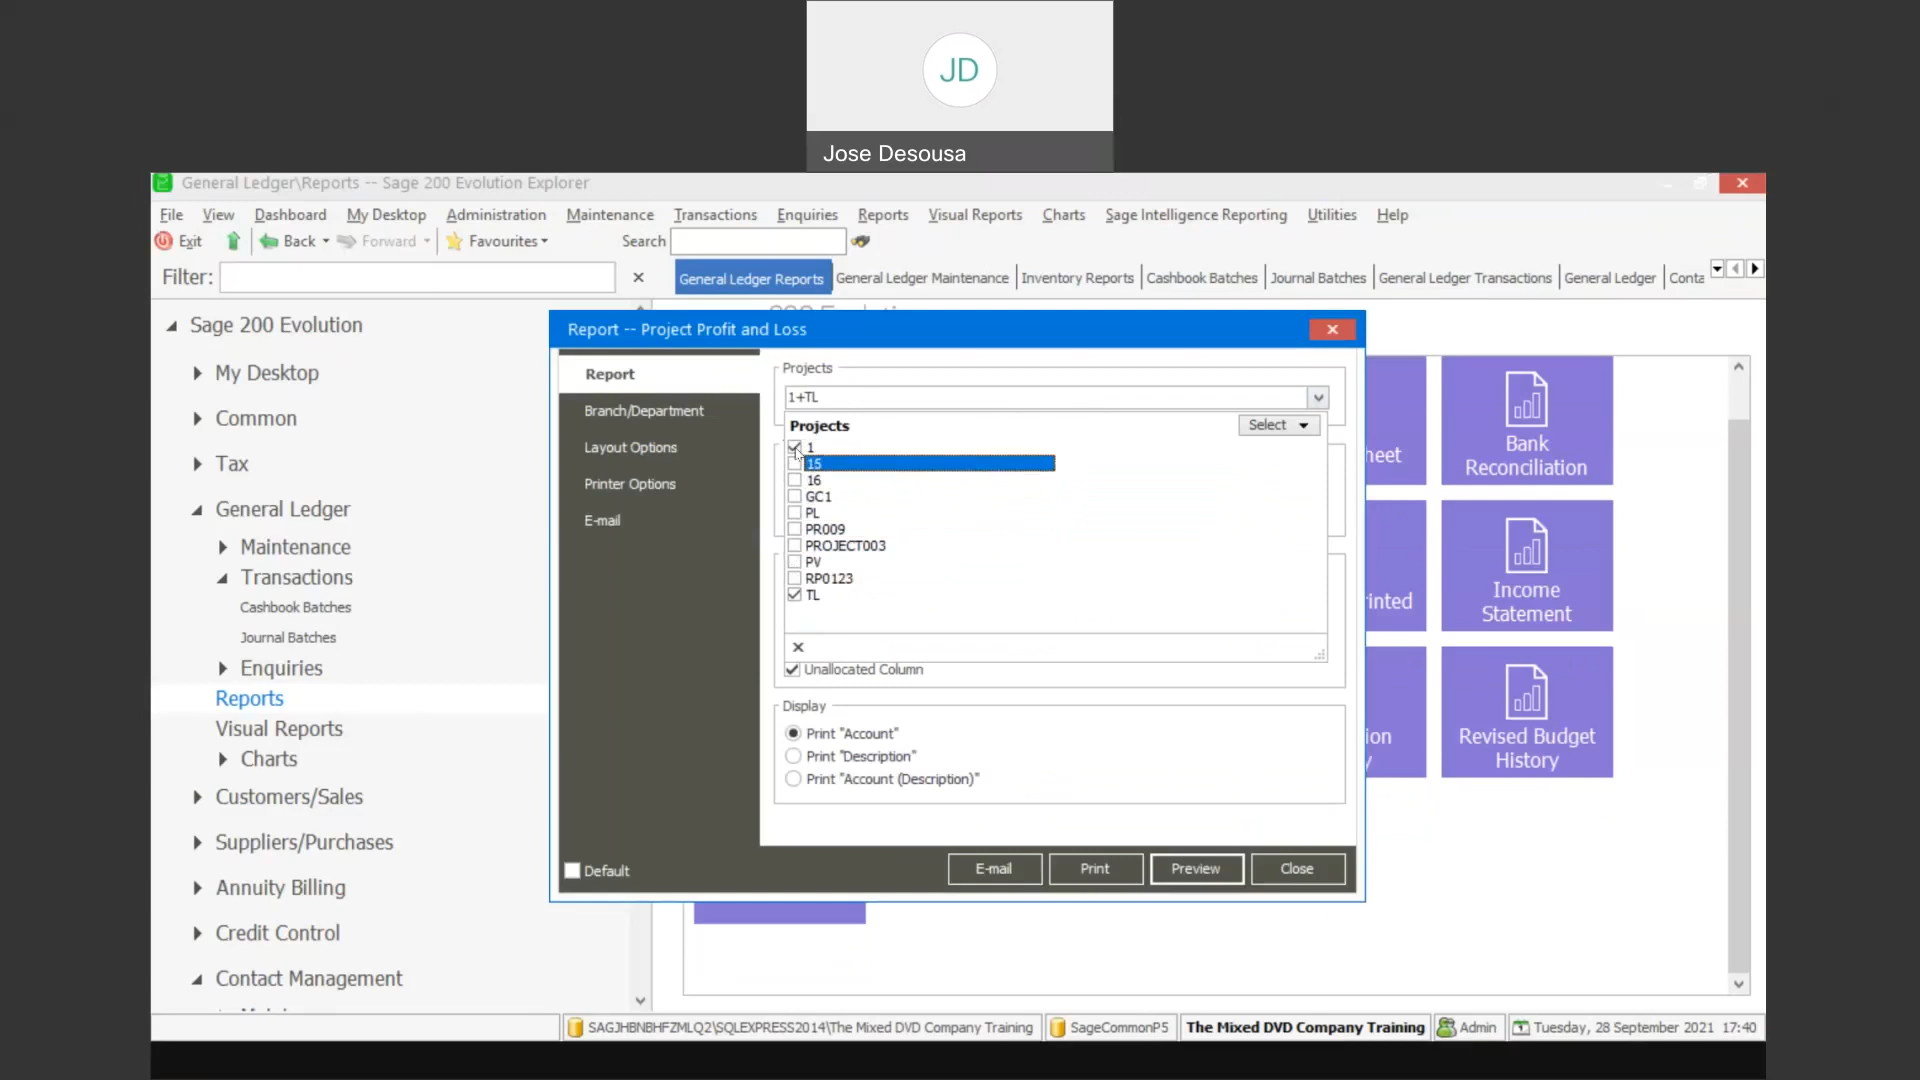 JD
Jose Desousa
General Ledger\Reports -- Sage 200 Evolution Explorer
File View Dashboard My Desktop Administration Maintenance Transactions Enquiries Reports Visual Reports Charts Sage Intelligence Reporting Utilities Help
Exit Back Forward Favourites Search
Filter:
General Ledger Reports General Ledger Maintenance Inventory Reports Cashbook Batches Journal Batches General Ledger Transactions General Ledger Conta
Sage 200 Evolution
My Desktop
Common
Tax
General Ledger
Maintenance
Transactions
Cashbook Batches
Journal Batches
Enquiries
Reports
Visual Reports
Charts
Customers/Sales
Suppliers/Purchases
Annuity Billing
Credit Control
Contact Management
Report -- Project Profit and Loss
Report
Branch/Department
Layout Options
Printer Options
E-mail
Projects
1+TL
Projects
Select
1
15
16
GC1
PL
PR009
PROJECT003
PV
RP0123
TL
Unallocated Column
Display
Print "Account"
Print "Description"
Print "Account (Description)"
Default
E-mail Print Preview Close
heet
Bank
Reconciliation
inted
Income
Statement
ion
y
Revised Budget
History
SAGJHBNBHFZMLQ2\SQLEXPRESS2014\The Mixed DVD Company Training SageCommonP5 The Mixed DVD Company Training Admin Tuesday, 28 September 2021 17:40